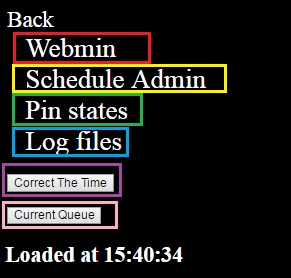 Back
Webmin
Schedule Admin
Pin states
Log files
Correct The Time
Current Queue
Loaded at 15:40:34